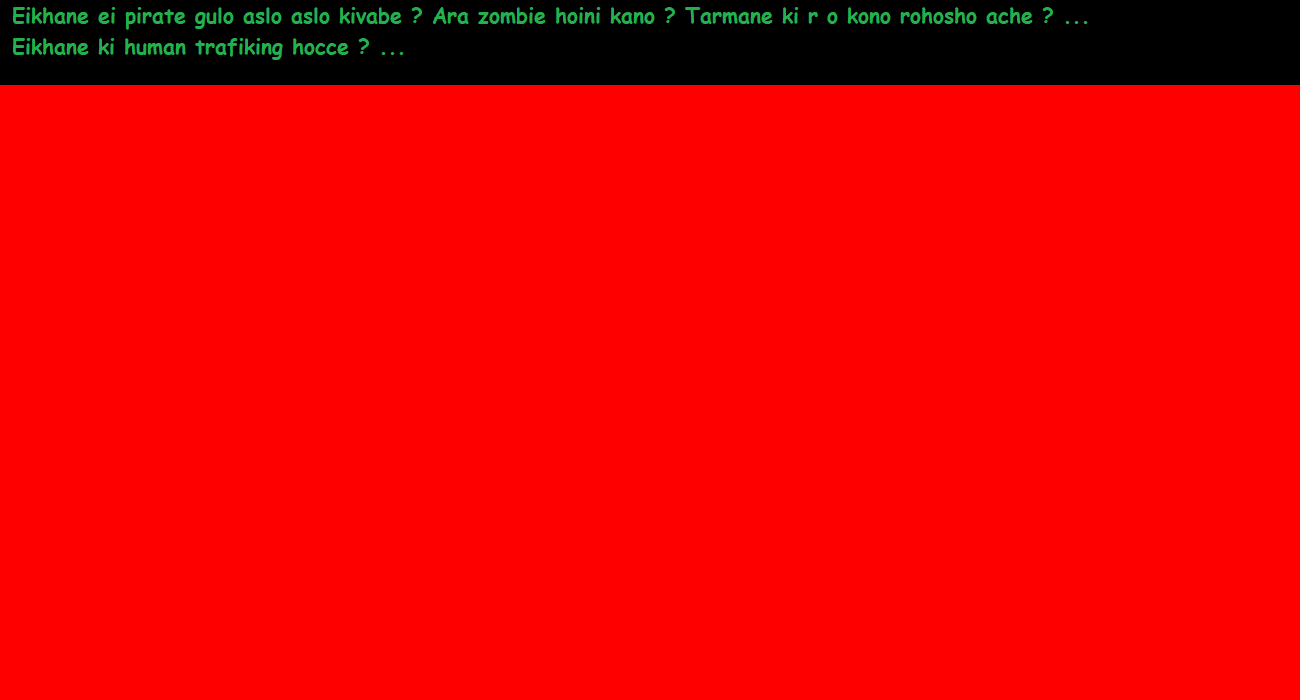 Eikhane ei pirate gulo aslo aslo kivabe ? Ara zombie hoini kano ? Tarmane ki r o kono rohosho ache ? ...
Eikhane ki human trafiking hocce ? ...